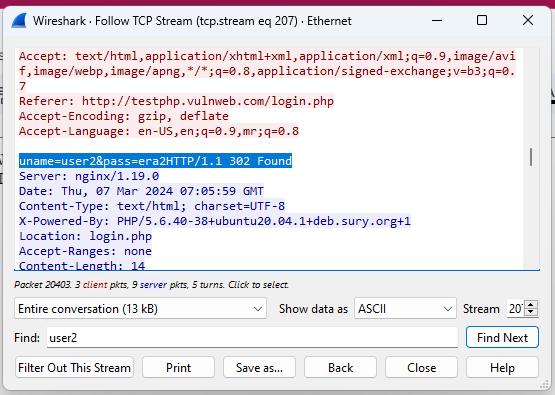 Wireshark · Follow TCP Stream (tcp.stream eq 207) · Ethernet
Accept: text/html,application/xhtml+xml,application/xml;q=0.9,image/avi
f,image/webp,image/apng,*/*;q=0.8,application/signed-exchange;v=b3;q=0.
7
Referer: http://testphp.vulnweb.com/login.php
Accept-Encoding: gzip, deflate
Accept-Language: en-US,en;q=0.9,mr;q=0.8
uname=user2&pass=era2HTTP/1.1 302 Found
Server: nginx/1.19.0
Date: Thu, 07 Mar 2024 07:05:59 GMT
Content-Type: text/html; charset=UTF-8
X-Powered-By: PHP/5.6.40-38+ubuntu20.04.1+deb.sury.org+1
Location: login.php
Accept-Ranges: none
Content-Length: 14
Packet 20403. 3 client pkts, 9 server pkts, 5 turns. Click to select.
Entire conversation (13 kB) Show data as ASCII Stream 207
Find: user2 Find Next
Filter Out This Stream Print Save as... Back Close Help